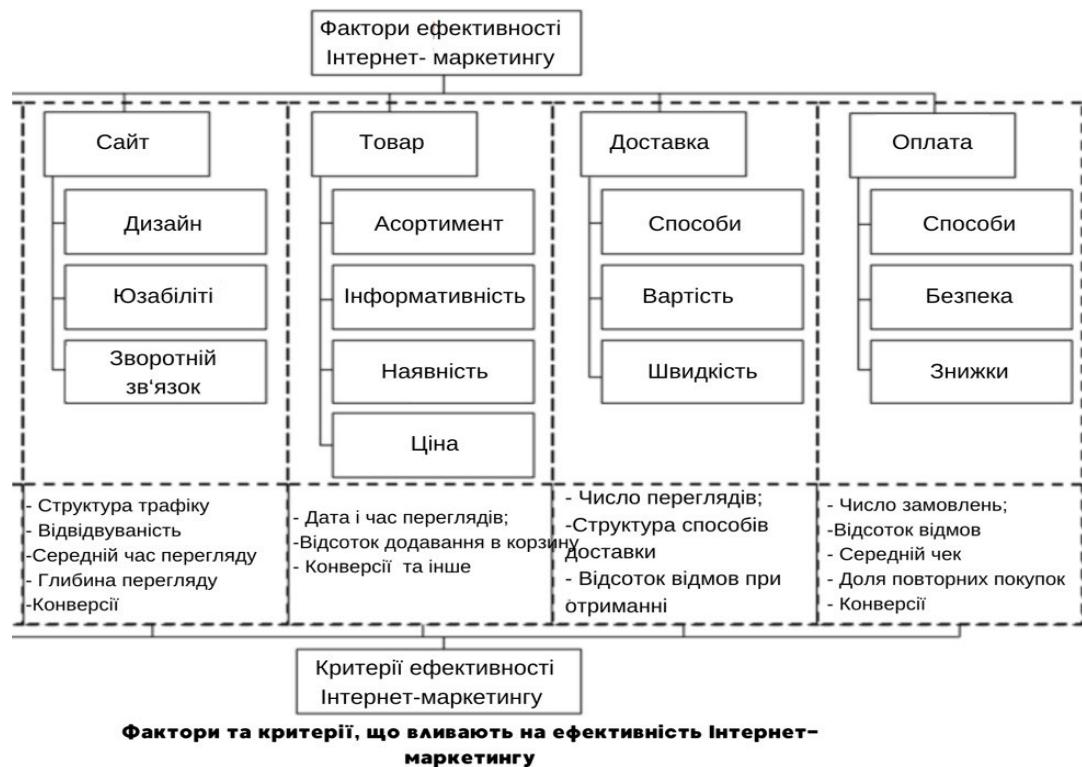 Фактори ефективності
Інтернет- маркетингу
Сайт
Дизайн
Юзабіліті
Зворотній
зв'язок
Товар
Асортимент
Інформативність
Наявність
Ціна
Доставка
Способи
Вартість
Швидкість
Оплата
Способи
Безпека
Знижки
- Структура трафіку
- Відвідвуваність
-Середній час перегляду
- Глибина перегляду
-Конверсії
- Дата і час переглядів;
-Відсоток додавання в корзину
- Конверсії та інше
- Число переглядів;
-Структура способів
доставки
- Відсоток відмов при
отриманні
- Число замовлень;
-Відсоток відмов
- Середній чек
- Доля повторних покупок
- Конверсії
Критерії ефективності
Інтернет-маркетингу
Фактори та критерії, що вливають на ефективність Інтернет-
маркетингу